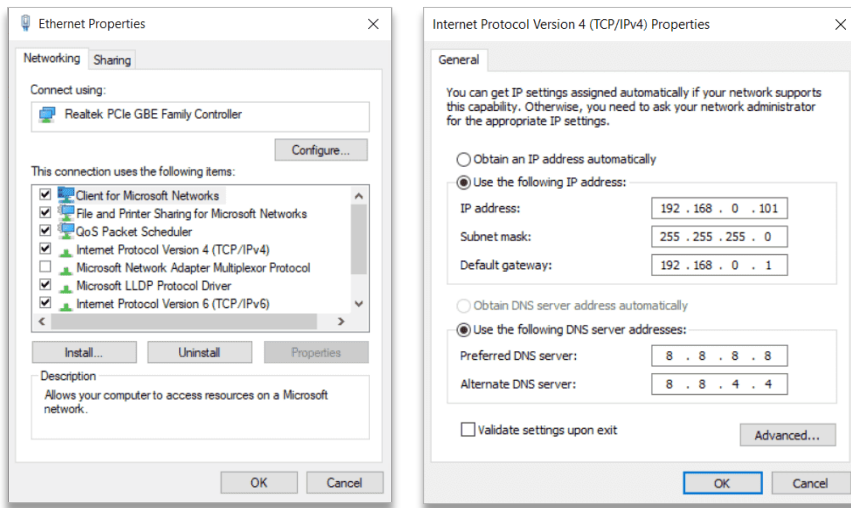 Ethernet Properties
Networking
Sharing
Connect using:
Realtek PCIe GBE Family Controller
Configure...
This connection uses the following items:
Client for Microsoft Networks
File and Printer Sharing for Microsoft Networks
QoS Packet Scheduler
Internet Protocol Version 4 (TCP/IPv4)
Microsoft Network Adapter Multiplexor Protocol
Microsoft LLDP Protocol Driver
Internet Protocol Version 6 (TCP/IPv6)
Install...
Uninstall
Properties
Description
Allows your computer to access resources on a Microsoft
network.
OK
Cancel
Internet Protocol Version 4 (TCP/IPv4) Properties
General
You can get IP settings assigned automatically if your network supports
this capability. Otherwise, you need to ask your network administrator
for the appropriate IP settings.
Obtain an IP address automatically
Use the following IP address:
IP address: 192 . 168 . 0 . 101
Subnet mask: 255 . 255 . 255 . 0
Default gateway: 192 . 168 . 0 . 1
Obtain DNS server address automatically
Use the following DNS server addresses:
Preferred DNS server: 8 . 8 . 8 . 8
Alternate DNS server: 8 . 8 . 4 . 4
Validate settings upon exit
Advanced...
OK
Cancel